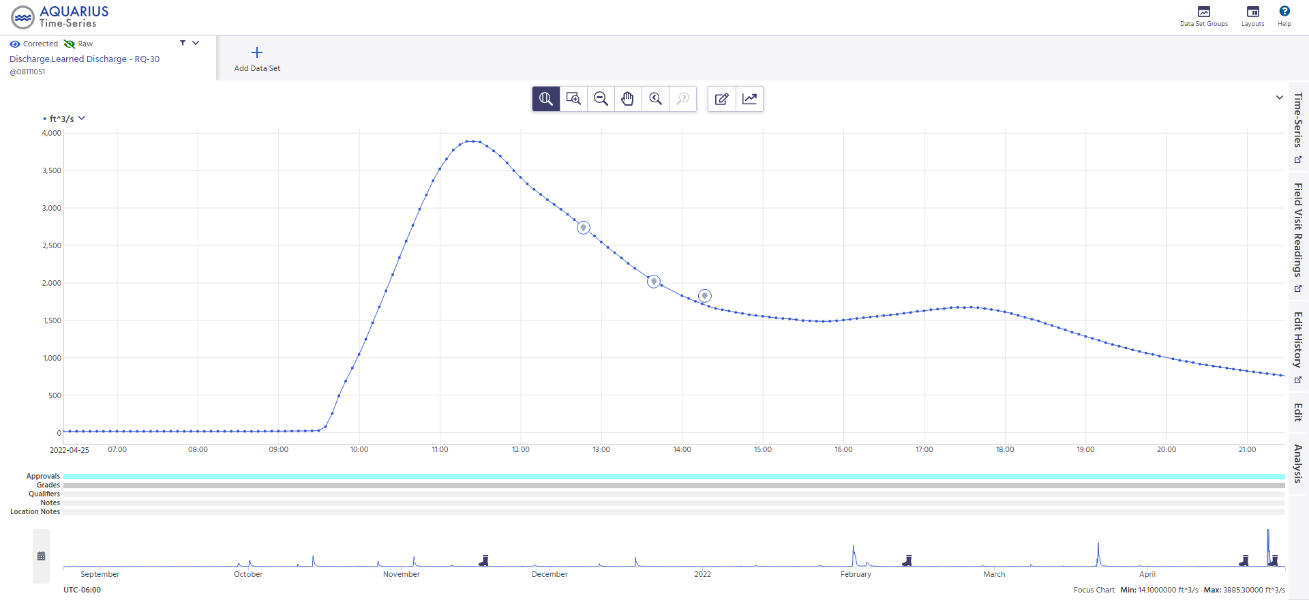 AQUARIUS
Time-Series
Data Set Groups
Layouts
Help
Corrected
Raw
Discharge.Learned Discharge - RQ-30
@08111051
Add Data Set
ft^3/s
4,000
3,500
3,000
2,500
2,000
1,500
1,000
500
0
2022-04-25
07:00
08:00
09:00
10:00
11:00
12:00
13:00
14:00
15:00
16:00
17:00
18:00
19:00
20:00
21:00
Time-Series
Field Visit Readings
Edit History
Edit
Analysis
Approvals
Grades
Qualifiers
Notes
Location Notes
September
October
November
December
2022
February
March
April
UTC-06:00
Focus Chart Min: 14.1000000 ft^3/s Max: 3885.30000 ft^3/s